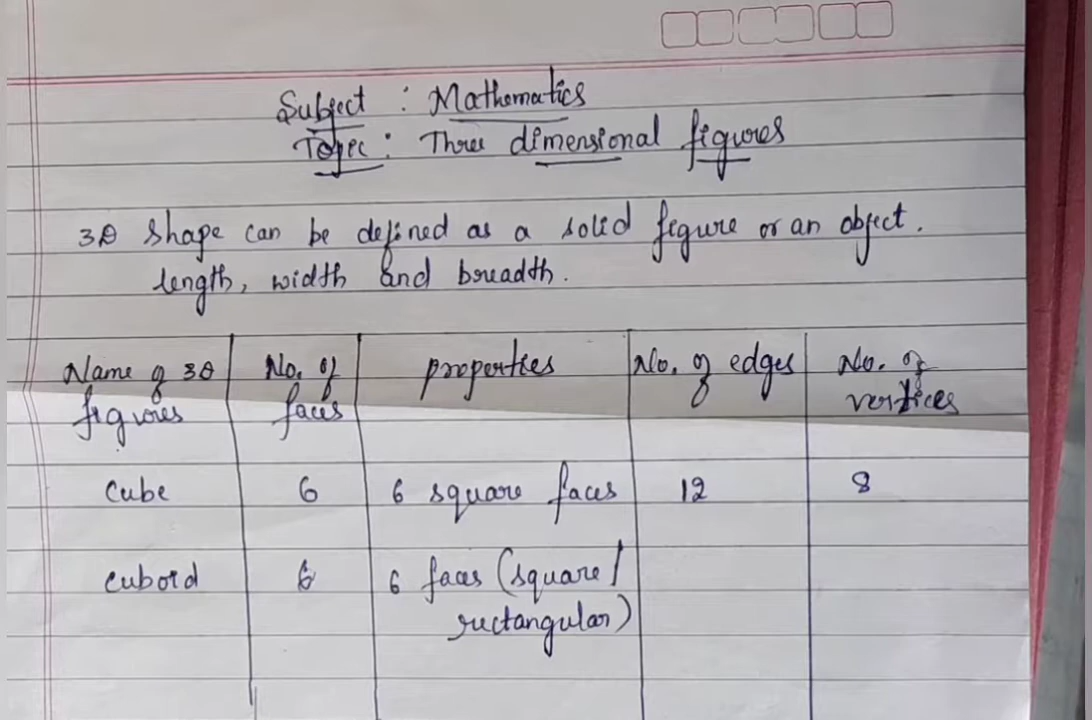 Subject : Mathematics
Topic : Three dimensional figures
3D shape can be defined as a solid figure or an object.
length, width and breadth.
Name of 3D figures | No. of faces | properties | No. of edges | No. of vertices
cube | 6 | 6 square faces | 12 | 8
cuboid | 6 | 6 faces (square/
rectangular)